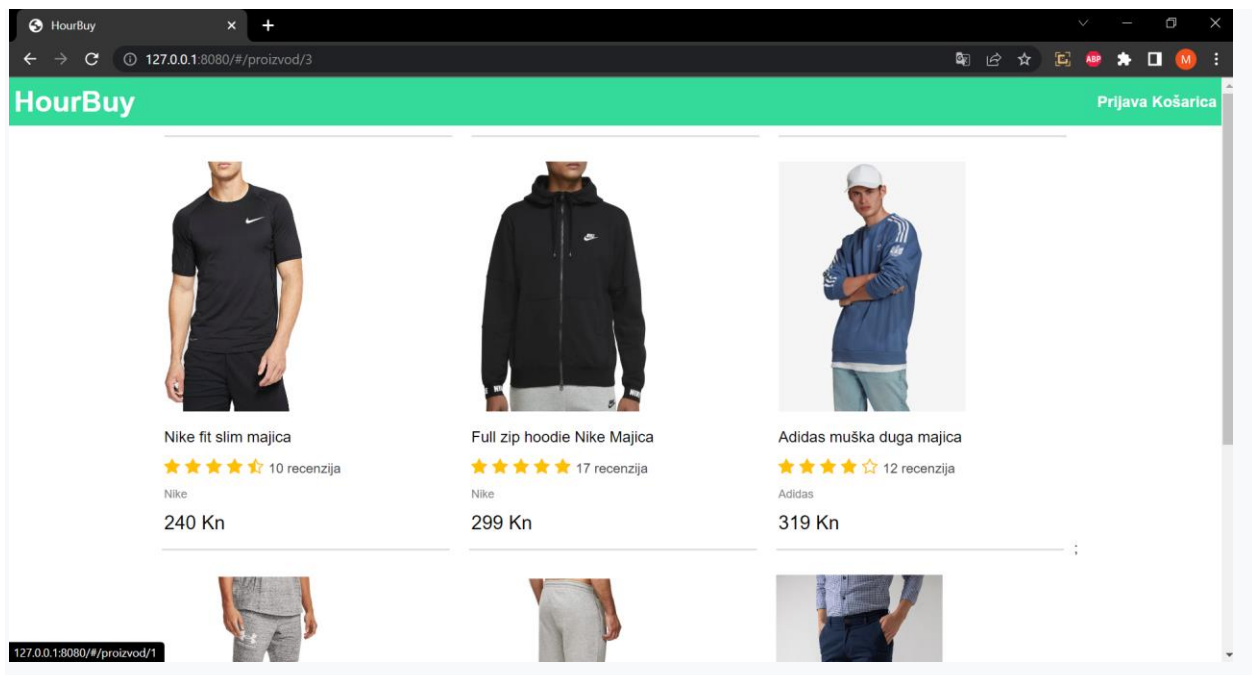 HourBuy
127.0.0.1:8080/#/proizvod/3
ABP
M
HourBuy
Prijava Košarica
Nike fit slim majica
10 recenzija
Nike
240 Kn
Full zip hoodie Nike Majica
17 recenzija
Nike
299 Kn
Adidas muška duga majica
12 recenzija
Adidas
319 Kn
;
127.0.0.1:8080/#/proizvod/1